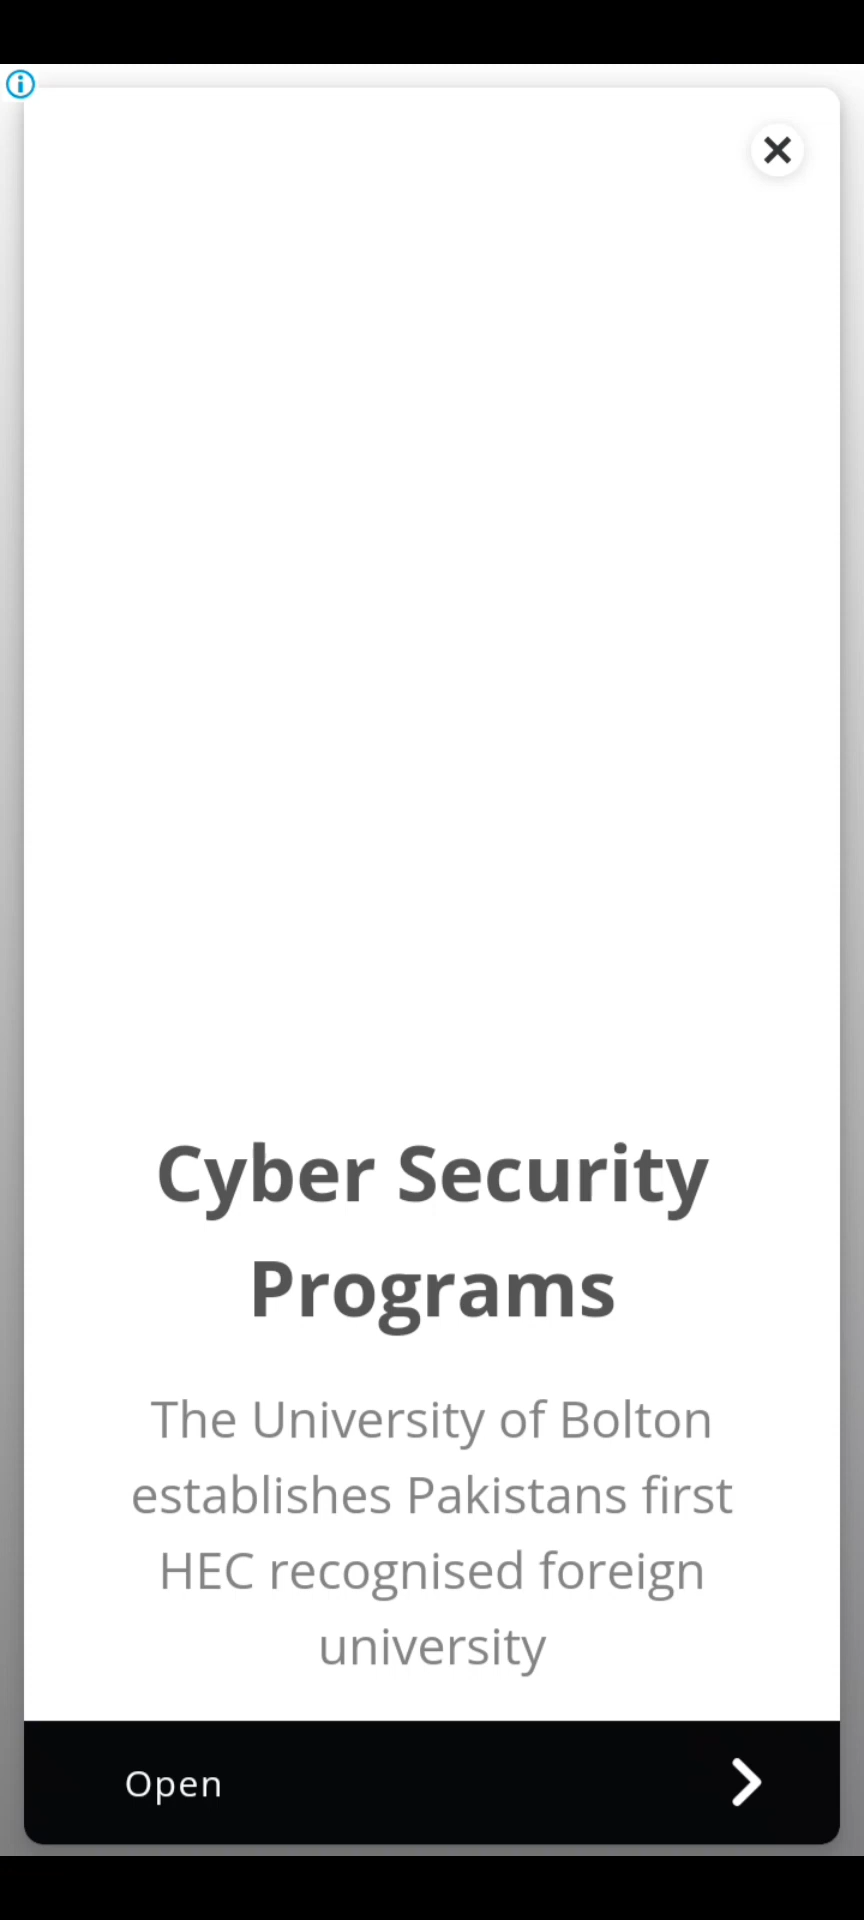 Cyber Security
Programs
The University of Bolton
establishes Pakistans first
HEC recognised foreign
university
Open